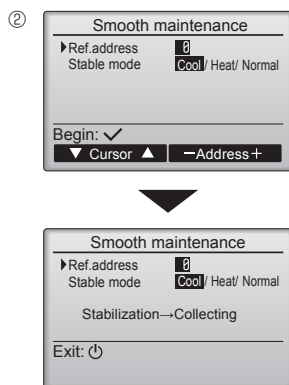 ②
Smooth maintenance
▶Ref.address 0
Stable mode Cool / Heat/ Normal
Begin: ✓
▼ Cursor ▲ −Address+
Smooth maintenance
▶Ref.address 0
Stable mode Cool / Heat/ Normal
Stabilization→Collecting
Exit: ⏻